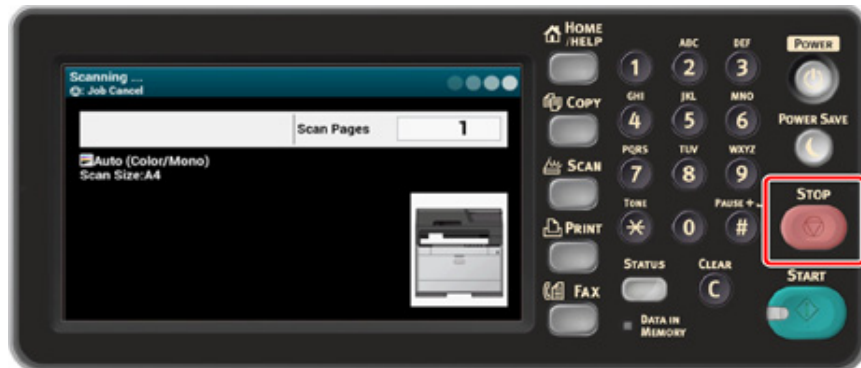 Scanning ....
: Job Cancel
Scan Pages
1
Auto (Color/Mono)
Scan Size:A4
HOME
/HELP
COPY
SCAN
PRINT
FAX
ABC DEF
1 2 3
GHI JKL MNO
4 5 6
PQRS TUV WXYZ
7 8 9
TONE PAUSE + -
* 0 #
STATUS CLEAR
C
DATA IN
MEMORY
POWER
POWER SAVE
STOP
START